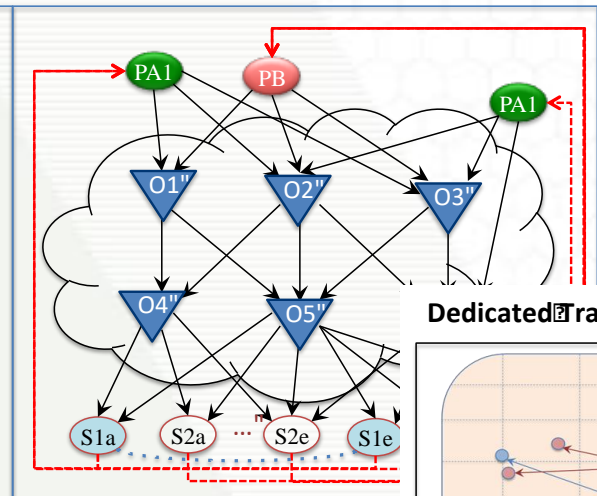 PA1 PB
PA1
O1" O2" O3"
O4" O5"
Dedicated
S1a S2a ..." S2e S1e